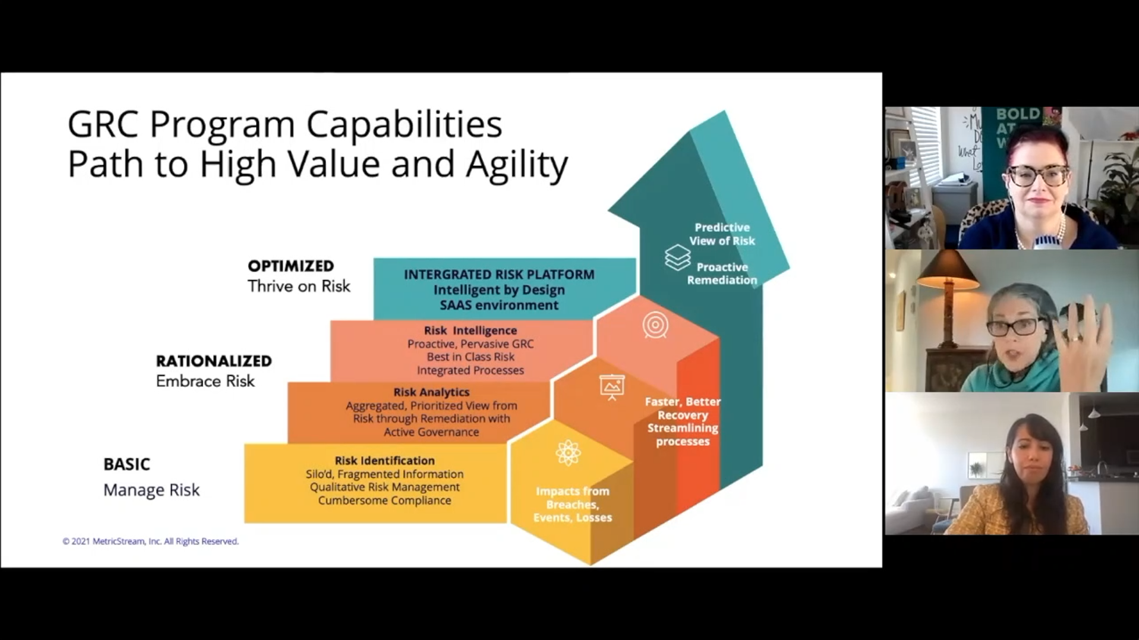 GRC Program Capabilities
Path to High Value and Agility
OPTIMIZED
Thrive on Risk
INTERGRATED RISK PLATFORM
Intelligent by Design
SAAS environment
Predictive
View of Risk
Proactive
Remediation
RATIONALIZED
Embrace Risk
Risk Intelligence
Proactive, Pervasive GRC
Best in Class Risk
Integrated Processes
Risk Analytics
Aggregated, Prioritized View from
Risk through Remediation with
Active Governance
Faster, Better
Recovery
Streamlining
processes
BASIC
Manage Risk
Risk Identification
Silo'd, Fragmented Information
Qualitative Risk Management
Cumbersome Compliance
Impacts from
Breaches,
Events, Losses
© 2021 MetricStream, Inc. All Rights Reserved.
BOLD
AT